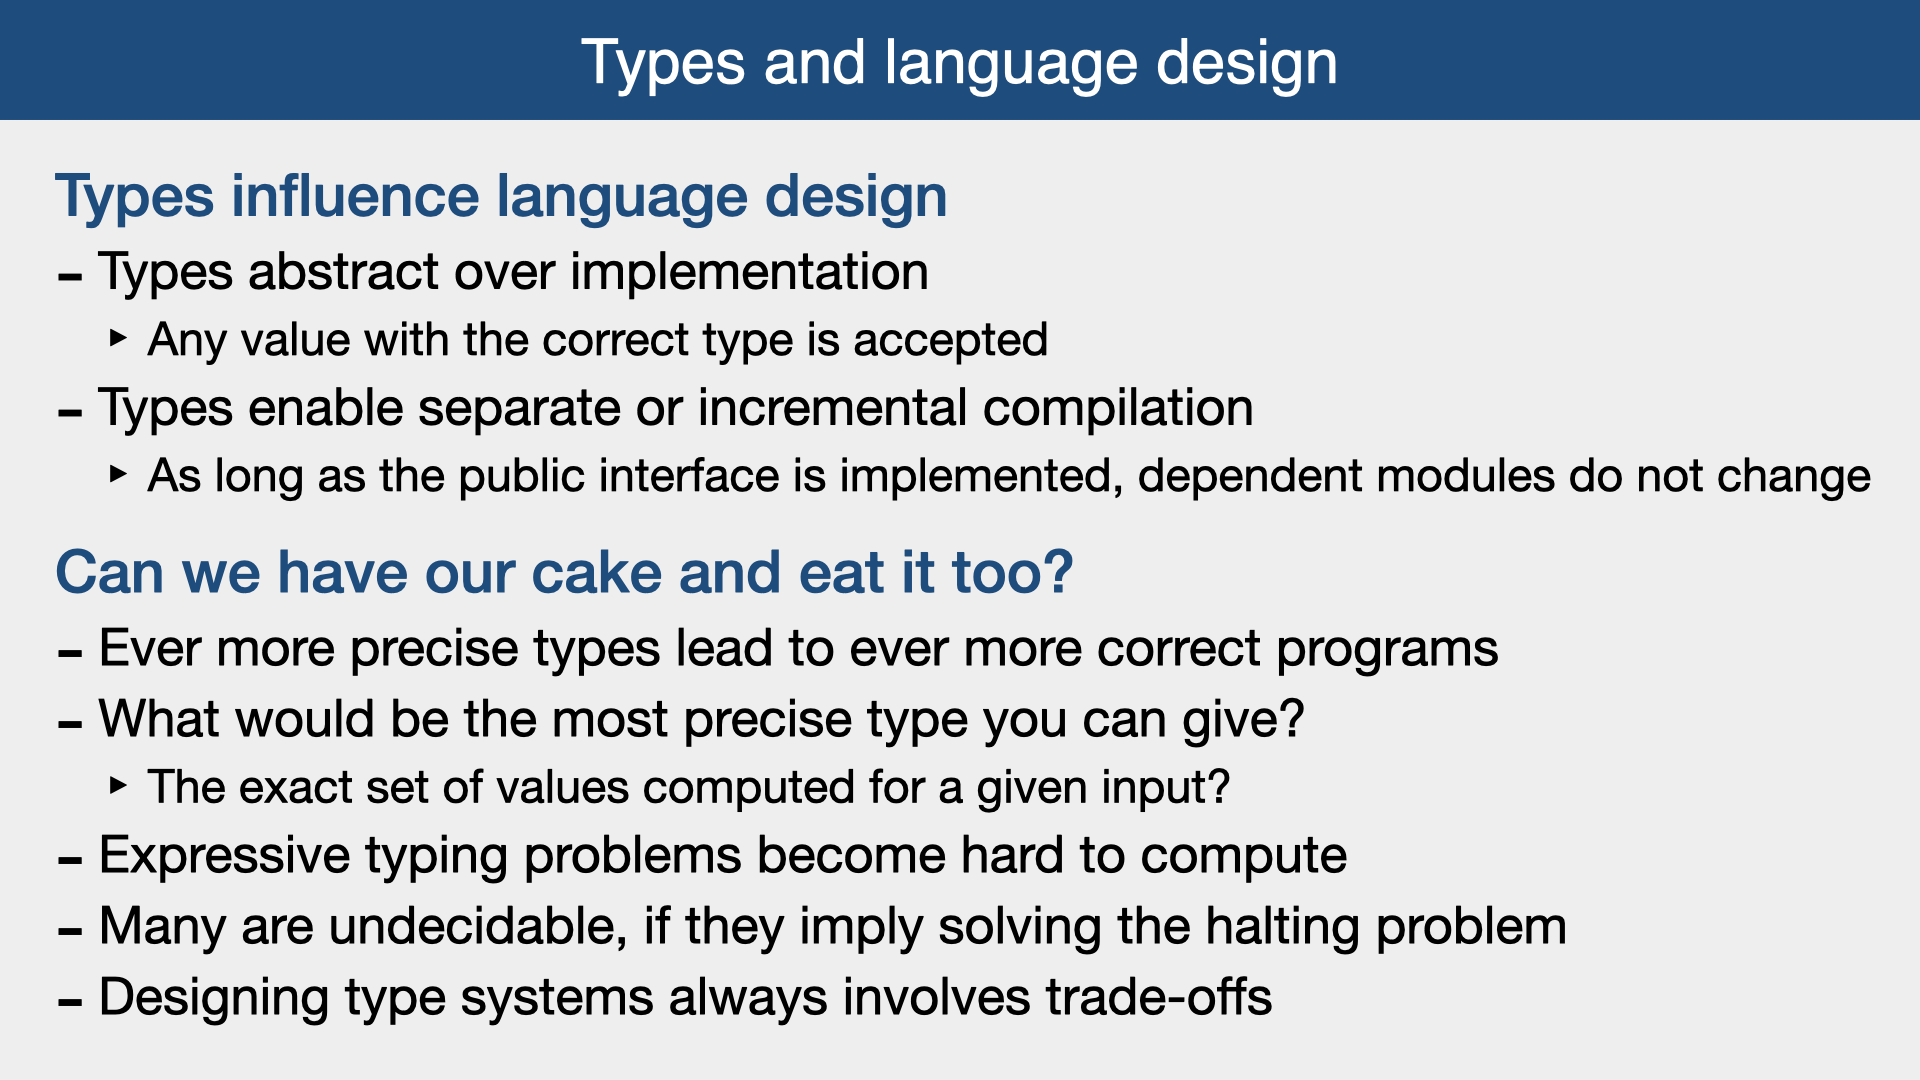 Types and language design
Types influence language design
– Types abstract over implementation
‣ Any value with the correct type is accepted
– Types enable separate or incremental compilation
‣ As long as the public interface is implemented, dependent modules do not change
Can we have our cake and eat it too?
– Ever more precise types lead to ever more correct programs
– What would be the most precise type you can give?
‣ The exact set of values computed for a given input?
– Expressive typing problems become hard to compute
– Many are undecidable, if they imply solving the halting problem
– Designing type systems always involves trade-offs